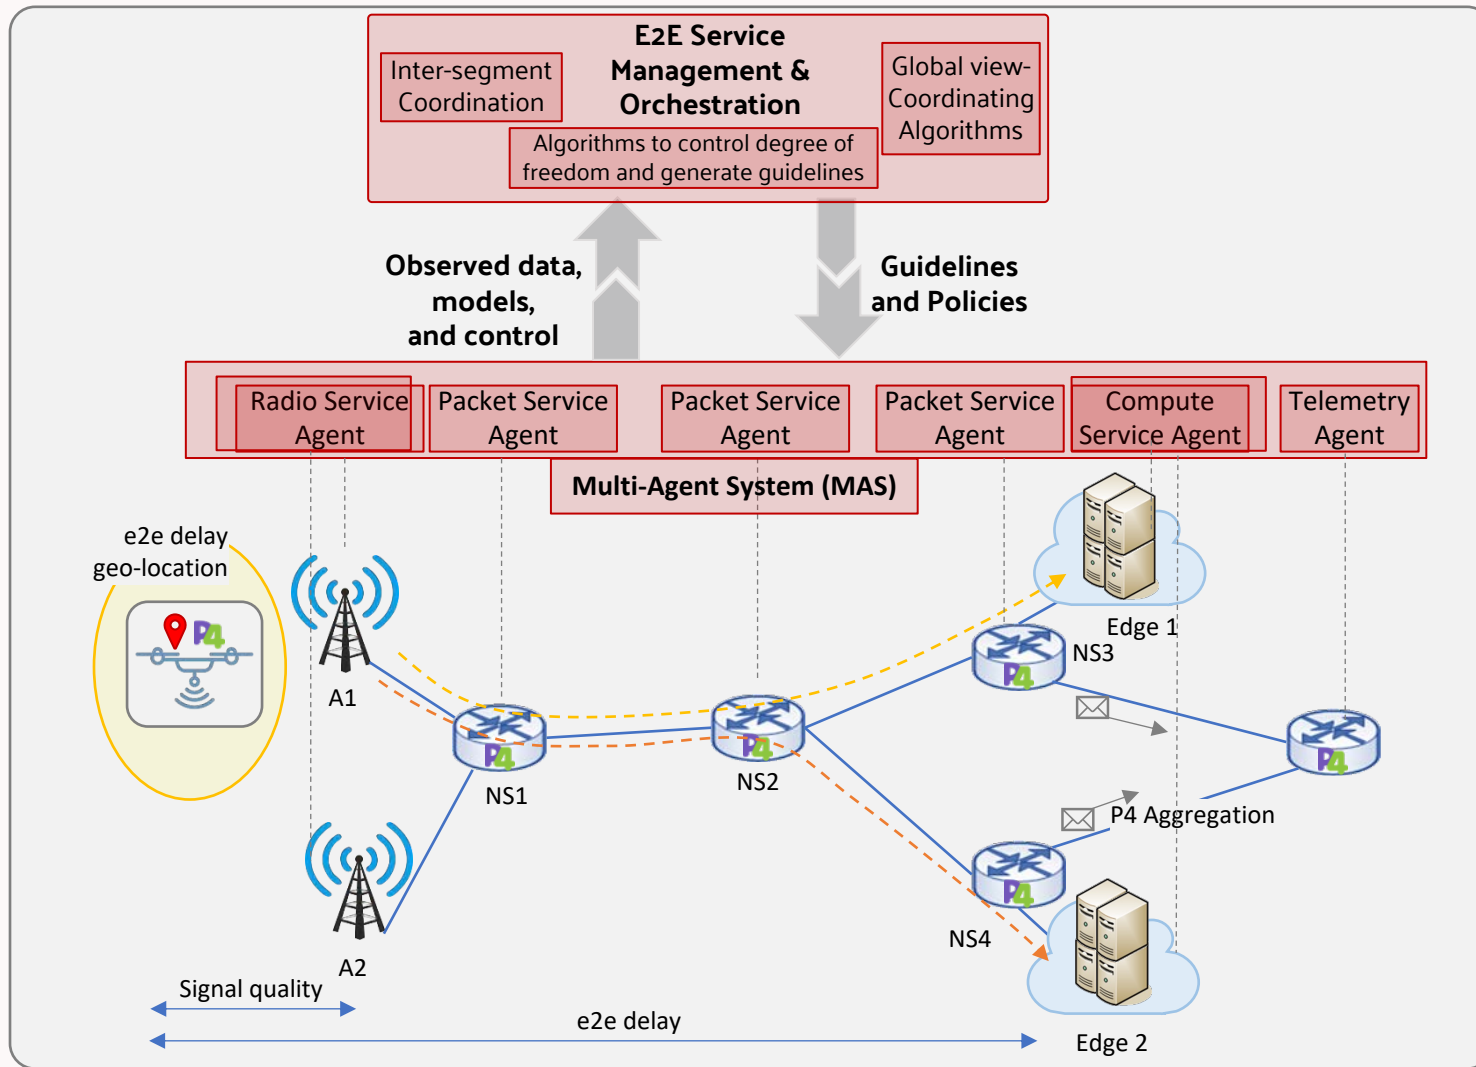 E2E Service
Management &
Orchestration
Inter-segment
Coordination
Global view-
Coordinating
Algorithms
Algorithms to control degree of
freedom and generate guidelines
Observed data,
models,
and control
Guidelines
and Policies
Radio Service
Agent
Packet Service
Agent
Packet Service
Agent
Packet Service
Agent
Compute
Service Agent
Telemetry
Agent
Multi-Agent System (MAS)
e2e delay
geo-location
P4
A1
P4
NS1
P4
NS2
P4
NS3
Edge 1
P4 Aggregation
P4
NS4
A2
Edge 2
Signal quality
e2e delay